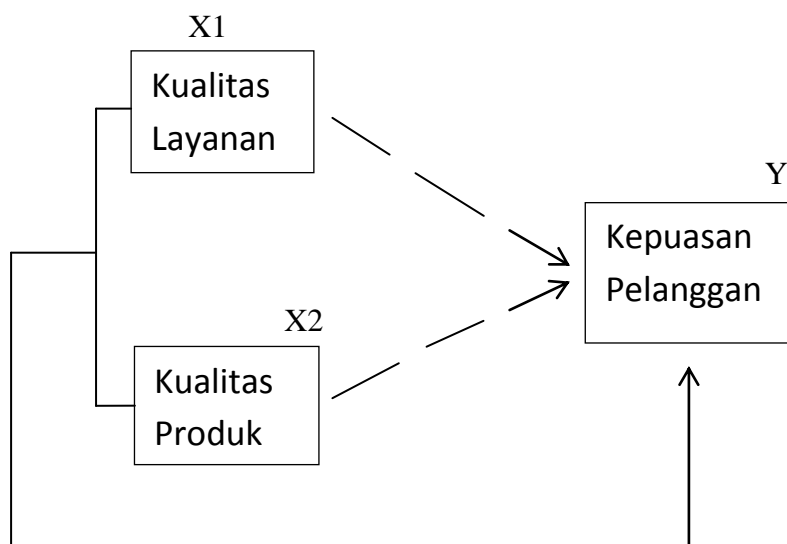 X1
Kualitas
Layanan
Y
Kepuasan
Pelanggan
X2
Kualitas
Produk